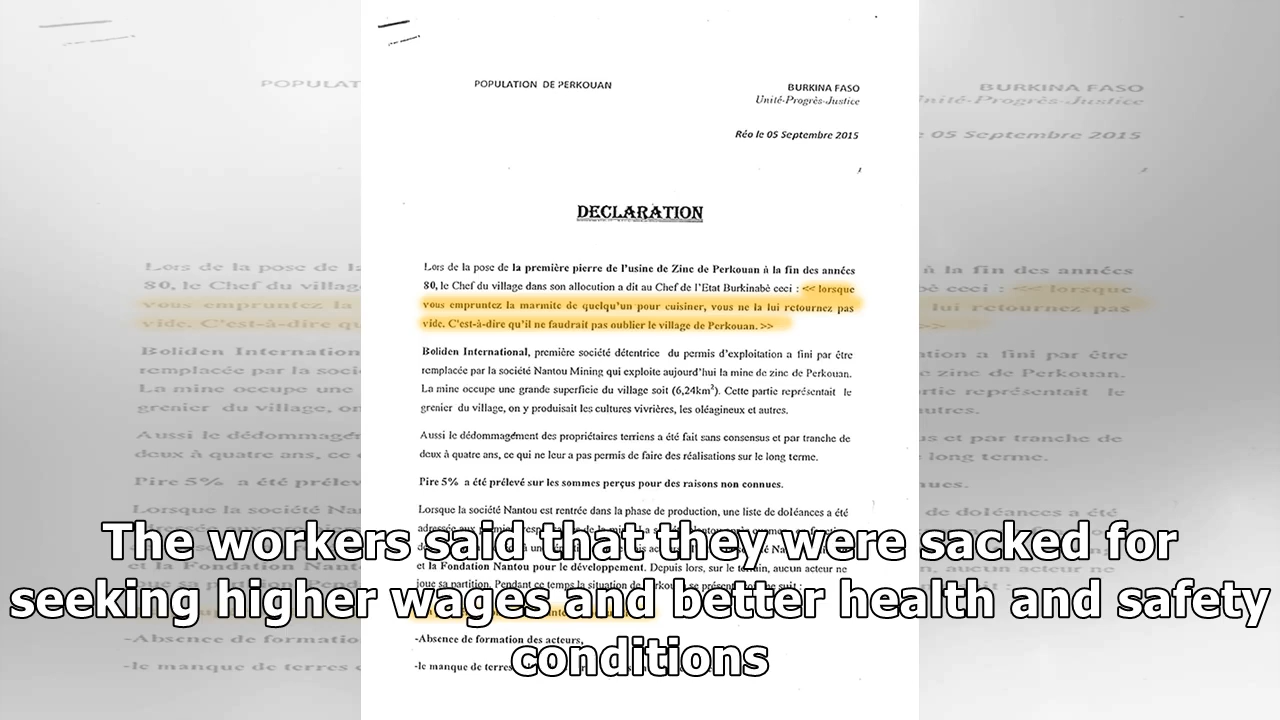 POPULATION DE PERKOUAN
BURKINA FASO
Unité-Progrès-Justice
Réo le 05 Septembre 2015
DECLARATION
Lors de la pose de la première pierre de l'usine de Zinc de Perkouan à la fin des années
80, le Chef du village dans son allocution a dit au Chef de l'Etat Burkinabè ceci : << lorsque
vous empruntez la marmite de quelqu'un pour cuisiner, vous ne la lui retournez pas
vide. C'est-à-dire qu'il ne faudrait pas oublier le village de Perkouan. >>
Boliden International, première société détentrice du permis d'exploitation a fini par être
remplacée par la société Nantou Mining qui exploite aujourd'hui la mine de zinc de Perkouan.
La mine occupe une grande superficie du village soit (6,24km²). Cette partie représentait le
grenier du village, on y produisait les cultures vivrières, les oléagineux et autres.
Aussi le dédommagément des propriétaires terriens a été fait sans consensus et par tranche de
deux à quatre ans, ce qui ne leur a pas permis de faire des réalisations sur le long terme.
Pire 5% a été prélevé sur les sommes perçus pour des raisons non connues.
Lorsque la société Nantou est rentrée dans la phase de production, une liste de doléances a été
et la Fondation Nantou pour le développement. Depuis lors, sur le terrain, aucun acteur ne
joue sa partition. Pendant ce temps la situation de
-Absence de formation des acteurs,
-le manque de terres
The workers said that they were sacked for
seeking higher wages and better health and safety
conditions